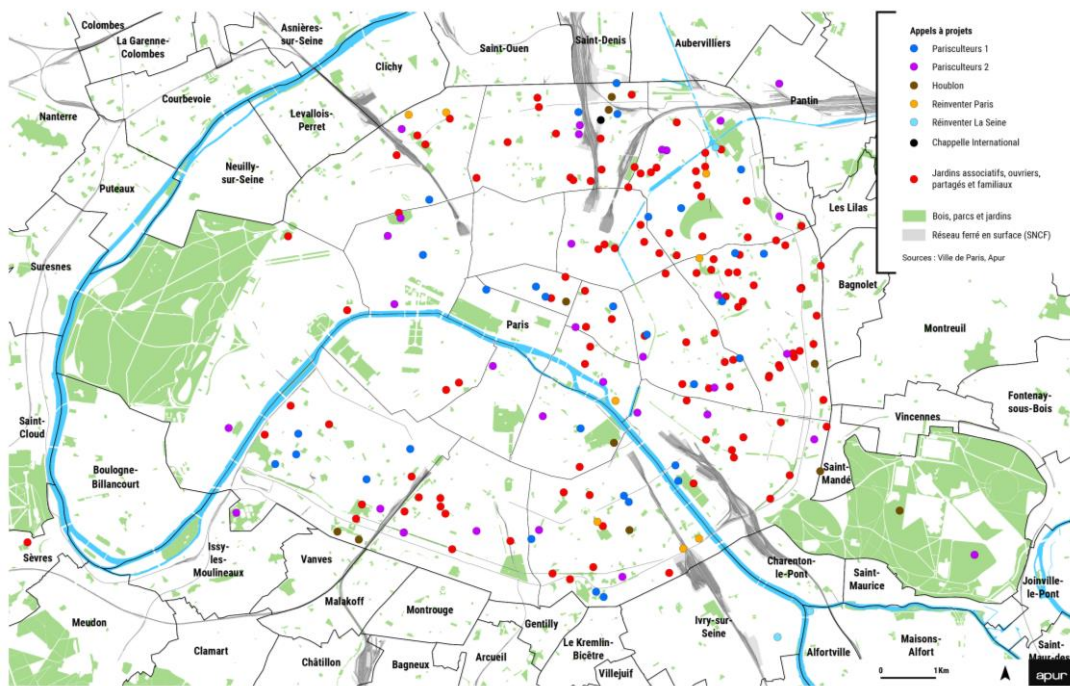 Colombes
La Garenne-
Colombes
Asnières-
sur-Seine
Saint-Ouen
Saint-Denis
Aubervilliers
Clichy
Courbevoie
Levallois-
Perret
Pantin
Nanterre
Neuilly-
sur-Seine
Puteaux
Les Lilas
Suresnes
Bagnolet
Paris
Montreuil
Saint-
Cloud
Boulogne-
Billancourt
Vincennes
Fontenay-
sous-Bois
Saint-
Mandé
Sèvres
Issy-
les-
Moulineaux
Vanves
Charenton-
le-Pont
Saint-
Maurice
Joinville-
le-Pont
Malakoff
Montrouge
Meudon
Clamart
Châtillon
Bagneux
Arcueil
Gentilly
Le Kremlin-
Bicêtre
Villejuif
Ivry-sur-
Seine
Alfortville
Maisons-
Alfort
Saint-
Maur-des
Appels à projets
Parisculteurs 1
Parisculteurs 2
Houblon
Reinventer Paris
Réinventer La Seine
Chappelle International
Jardins associatifs, ouvriers,
partagés et familiaux
Bois, parcs et jardins
Réseau ferré en surface (SNCF)
Sources : Ville de Paris, Apur
0 1 Km
apur